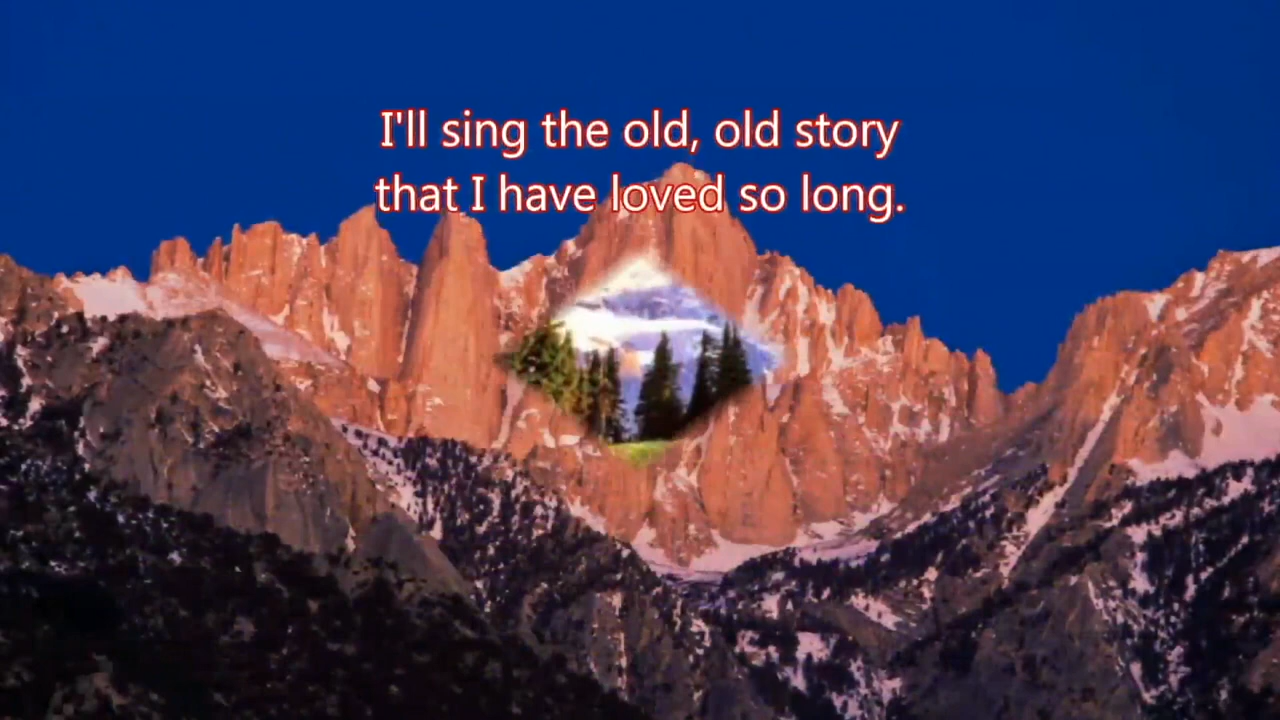 I'll sing the old, old story
that I have loved so long.